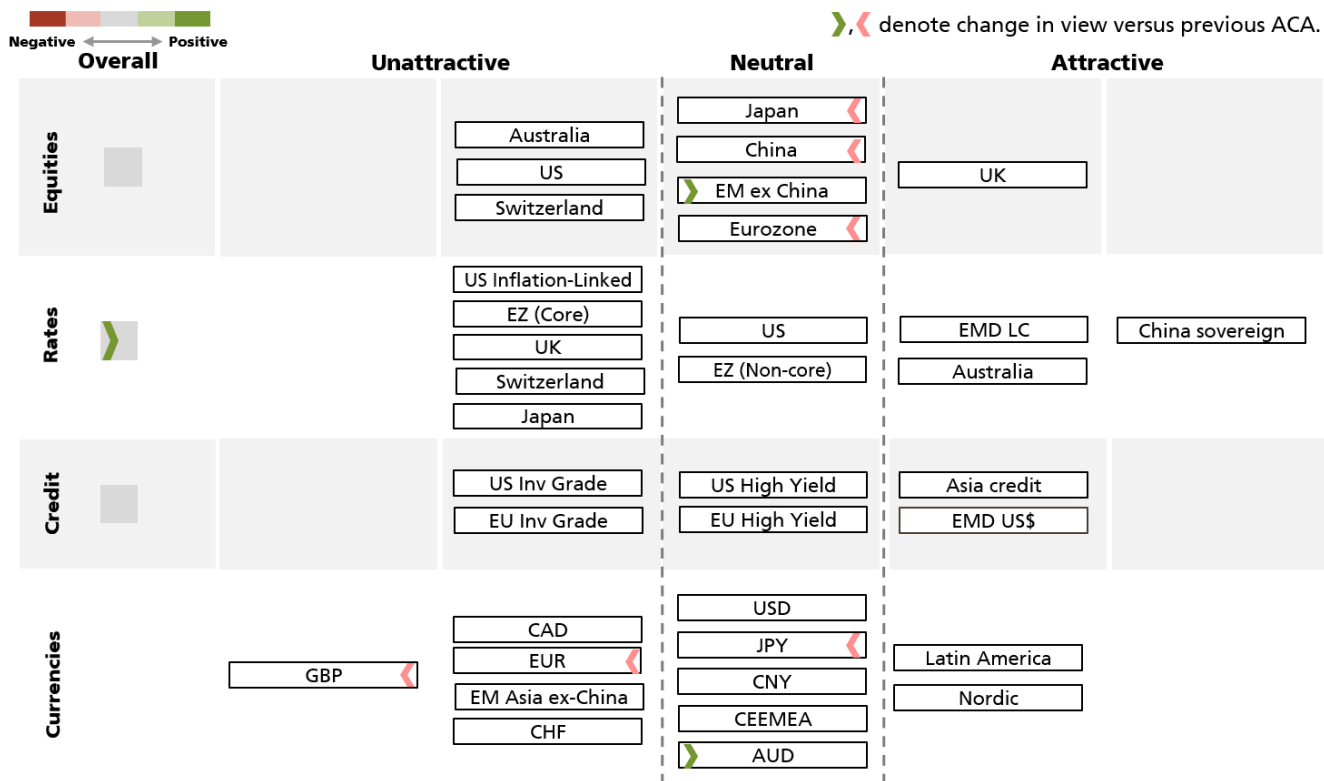 ❯,❮ denote change in view versus previous ACA.
Negative Positive
Overall Unattractive Neutral Attractive
Equities
Australia
US
Switzerland
Japan
China
EM ex China
Eurozone
UK
Rates
US Inflation-Linked
EZ (Core)
UK
Switzerland
Japan
US
EZ (Non-core)
EMD LC
Australia
China sovereign
Credit
US Inv Grade
EU Inv Grade
US High Yield
EU High Yield
Asia credit
EMD US$
Currencies
GBP
CAD
EUR
EM Asia ex-China
CHF
USD
JPY
CNY
CEEMEA
AUD
Latin America
Nordic